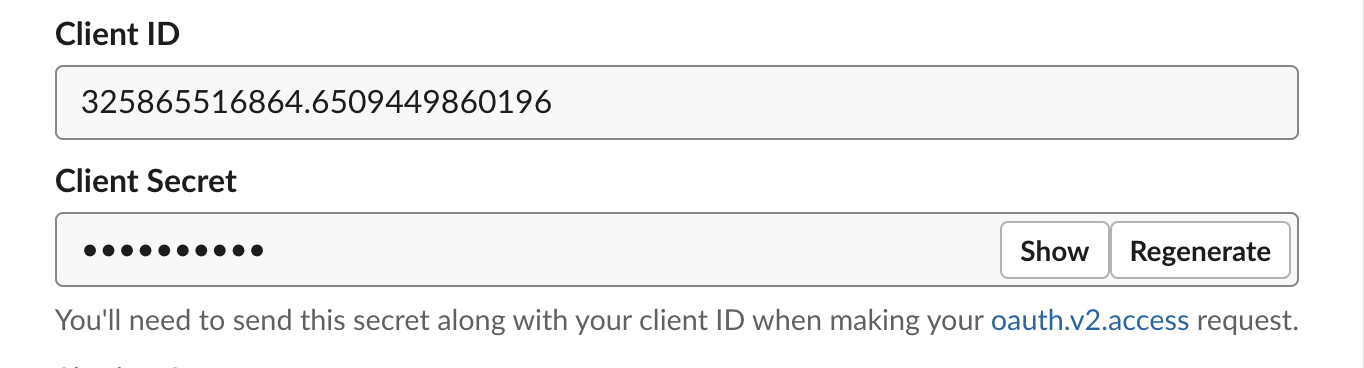 Client ID
325865516864.6509449860196
Client Secret
••••••••••
Show
Regenerate
You'll need to send this secret along with your client ID when making your oauth.v2.access request.